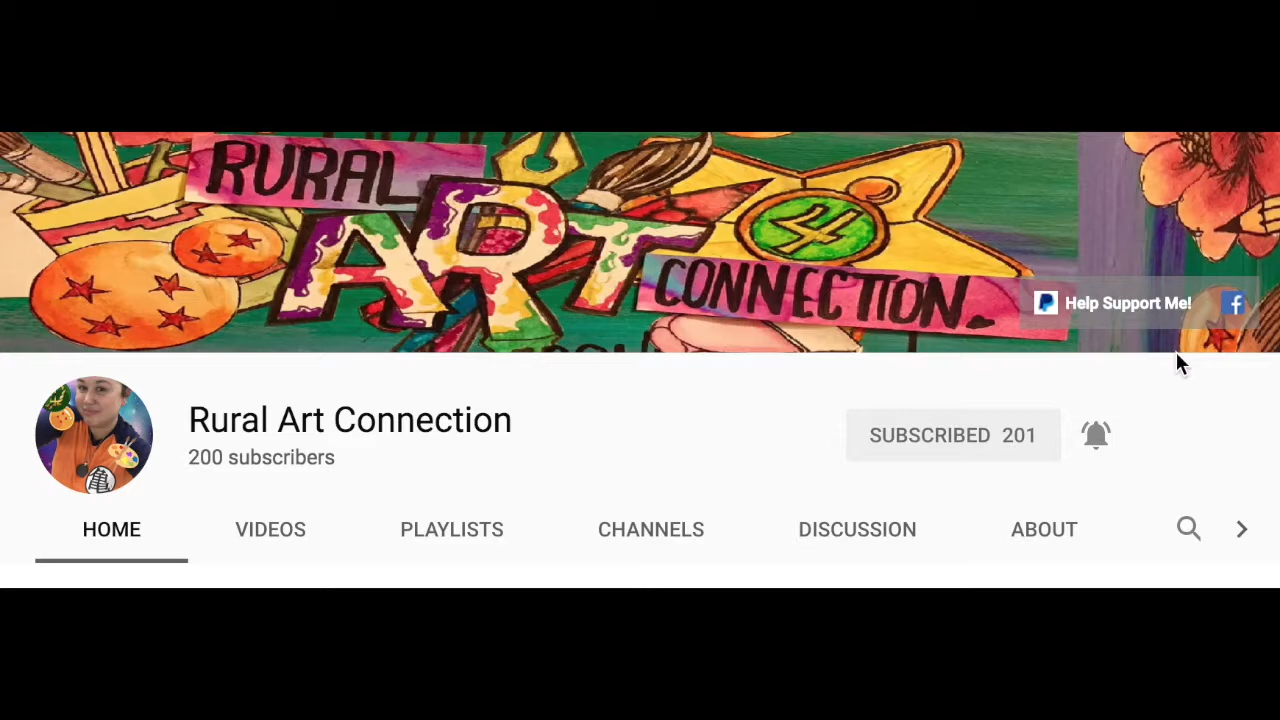 RURAL
ART
CONNECTION.
Help Support Me!
Rural Art Connection
200 subscribers
SUBSCRIBED 201
HOME VIDEOS PLAYLISTS CHANNELS DISCUSSION ABOUT